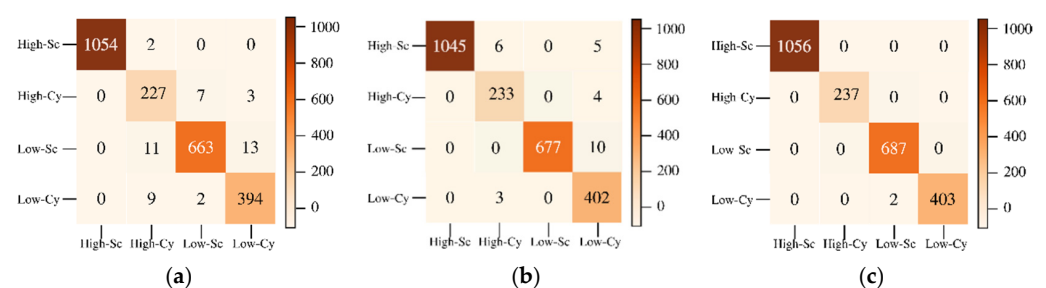 High-Sc 1054 2 0 0
High-Cy 0 227 7 3
Low-Sc 0 11 663 13
Low-Cy 0 9 2 394
High-Sc High-Cy Low-Sc Low-Cy
1000
800
600
400
200
0
(a)
High-Sc 1045 6 0 5
High-Cy 0 233 0 4
Low-Sc 0 0 677 10
Low-Cy 0 3 0 402
High-Sc High-Cy Low-Sc Low-Cy
1000
800
600
400
200
0
(b)
High-Sc 1056 0 0 0
High-Cy 0 237 0 0
Low-Sc 0 0 687 0
Low-Cy 0 0 2 403
High-Sc High-Cy Low-Sc Low-Cy
1000
800
600
400
200
0
(c)